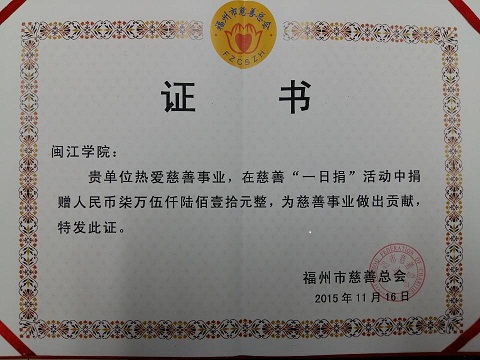 福州市慈善总会
FZCSZH
证 书
闽江学院：
贵单位热爱慈善事业，在慈善“一日捐”活动中捐
赠人民币柒万伍仟陆佰壹拾元整，为慈善事业做出贡献，
特发此证。
福州市慈善总会
2015年11月16日